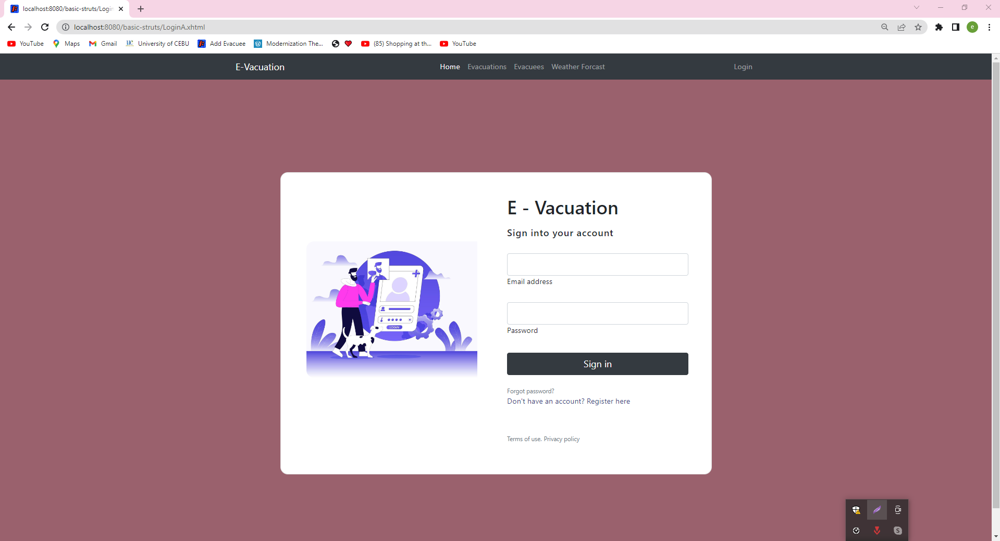 localhost:8080/basic-struts/Login
localhost:8080/basic-struts/LoginA.xhtml
e
YouTube
Maps
Gmail
University of CEBU
Add Evacuee
Modernization The...
(85) Shopping at th...
YouTube
E-Vacuation
Home
Evacuations
Evacuees
Weather Forcast
Login
E - Vacuation
Sign into your account
Email address
Password
LOGIN
Sign in
Forgot password?
Don't have an account? Register here
Terms of use. Privacy policy
S